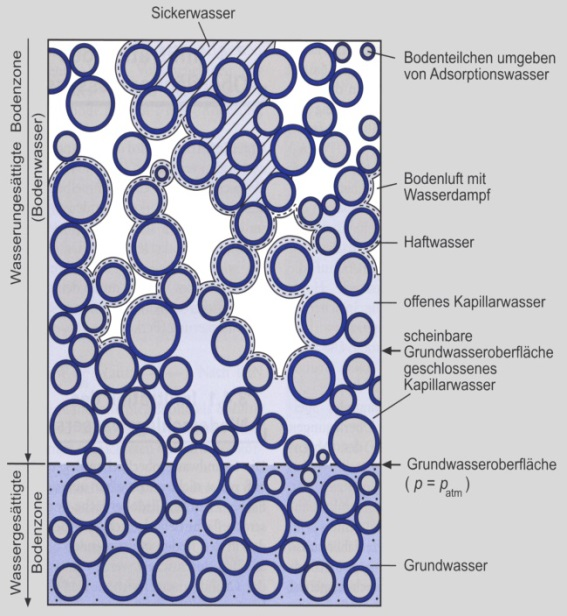 Sickerwasser
Bodenteilchen umgeben
von Adsorptionswasser
Wasserungesättigte Bodenzone
(Bodenwasser)
Bodenluft mit
Wasserdampf
Haftwasser
offenes Kapillarwasser
scheinbare
Grundwasseroberfläche
geschlossenes
Kapillarwasser
Grundwasseroberfläche
( p = patm )
Wassergesättigte
Bodenzone
Grundwasser